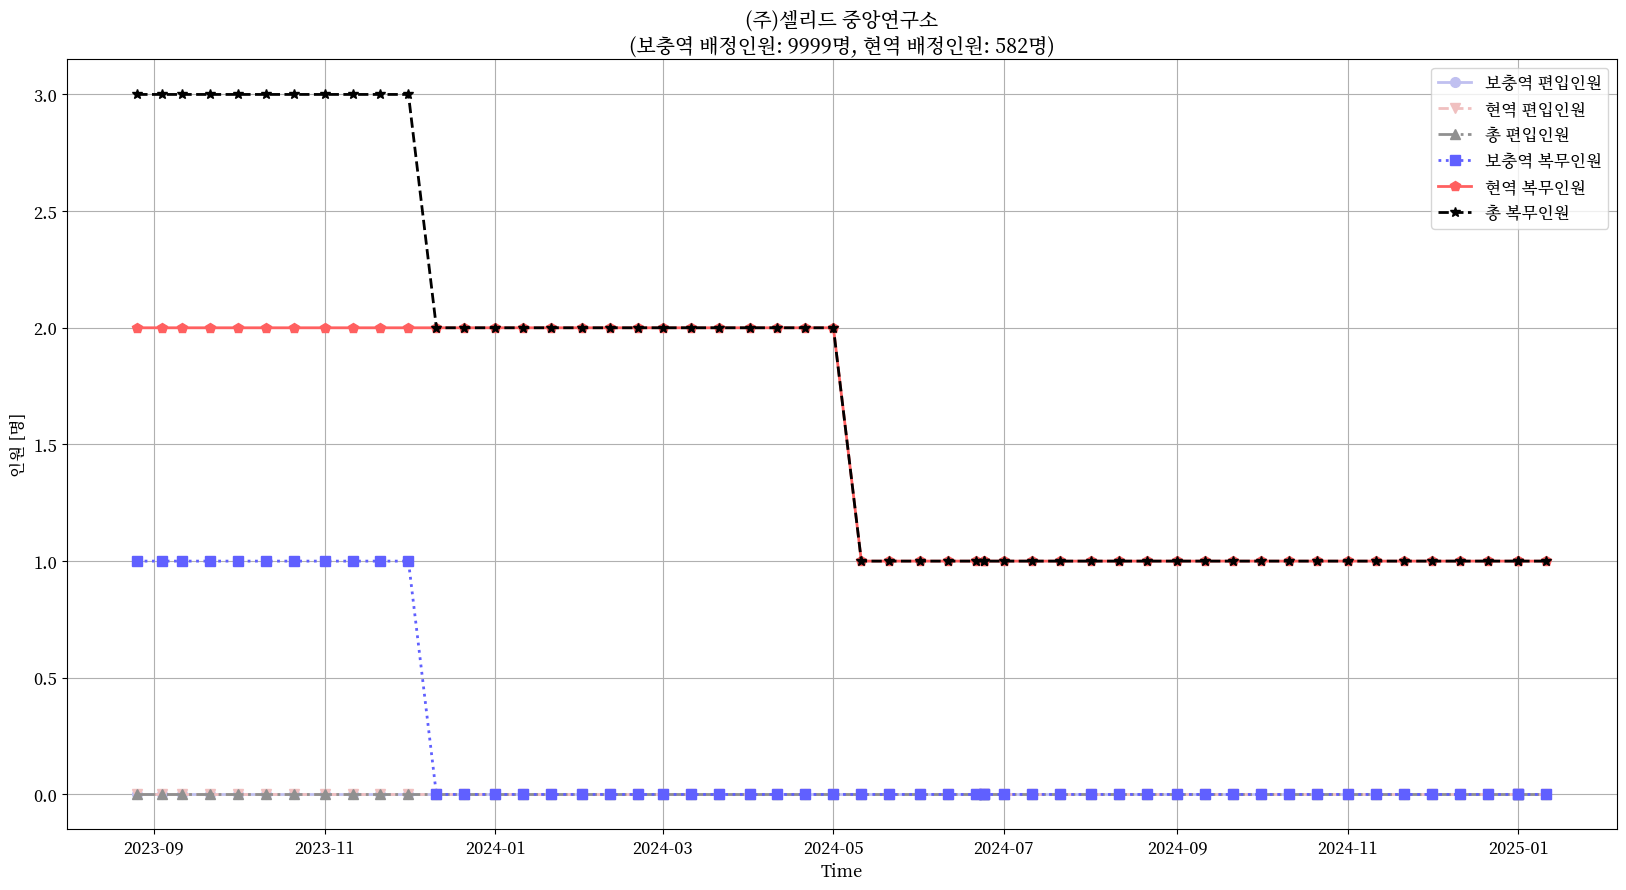 (주)셀리드 중앙연구소
(보충역 배정인원: 9999명, 현역 배정인원: 582명)
보충역 편입인원
현역 편입인원
총 편입인원
보충역 복무인원
현역 복무인원
총 복무인원
인원 [명]
3.0
2.5
2.0
1.5
1.0
0.5
0.0
2023-09 2023-11 2024-01 2024-03 2024-05 2024-07 2024-09 2024-11 2025-01
Time